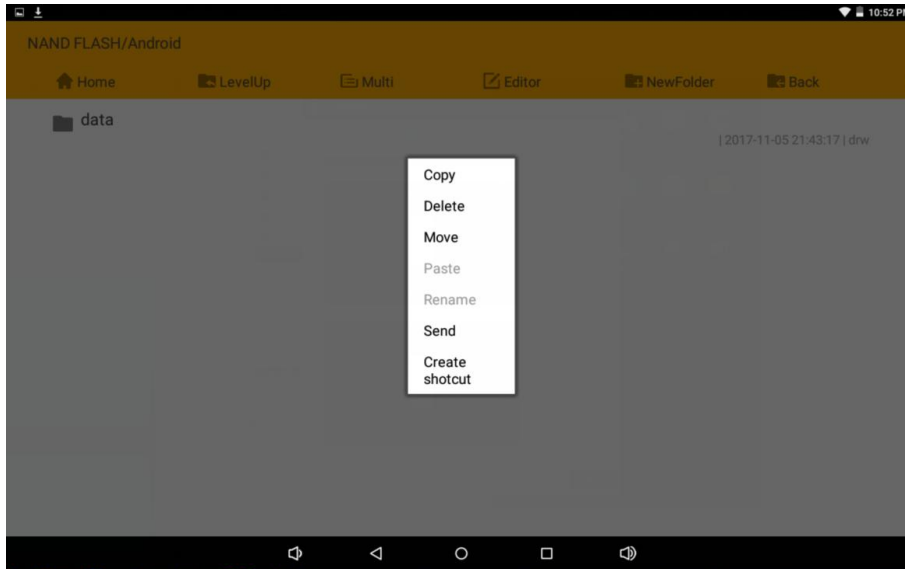 10:52 PM
NAND FLASH/Android
Home LevelUp Multi Editor NewFolder Back
data
| 2017-11-05 21:43:17 | drw
Copy
Delete
Move
Paste
Rename
Send
Create
shotcut